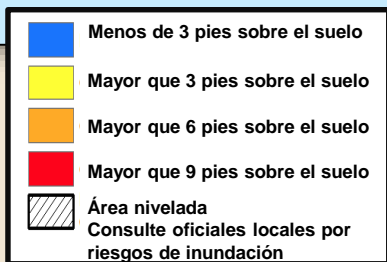 Menos de 3 pies sobre el suelo
Mayor que 3 pies sobre el suelo
Mayor que 6 pies sobre el suelo
Mayor que 9 pies sobre el suelo
Área nivelada
Consulte oficiales locales por
riesgos de inundación